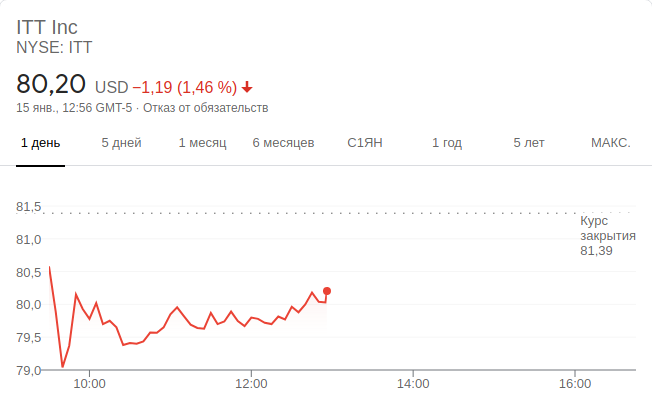 ITT Inc
NYSE: ITT
80,20 USD −1,19 (1,46 %)
15 янв., 12:56 GMT-5 · Отказ от обязательств
1 день 5 дней 1 месяц 6 месяцев С1ЯН 1 год 5 лет МАКС.
81,5
Курс
закрытия
81,39
81,0
80,5
80,0
79,5
79,0
10:00 12:00 14:00 16:00